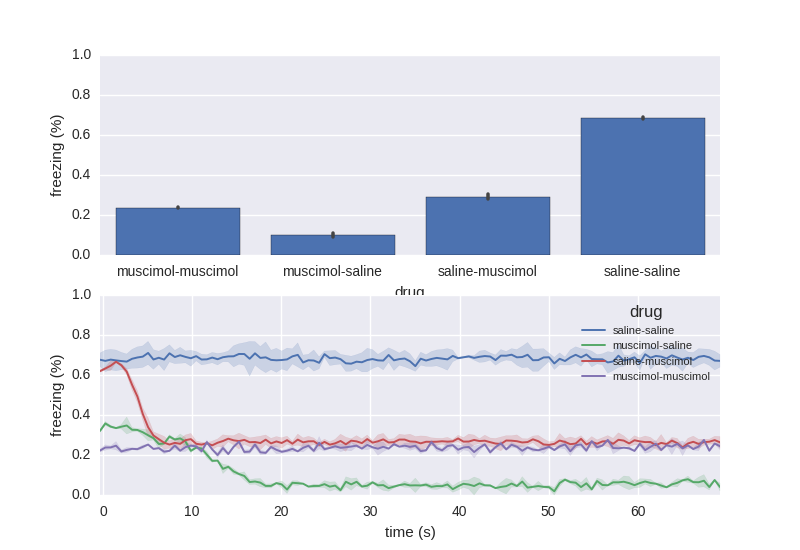 1.0
0.8
0.6
0.4
0.2
0.0
freezing (%)
muscimol-muscimol muscimol-saline saline-muscimol saline-saline
drug
1.0
0.8
0.6
0.4
0.2
0.0
freezing (%)
drug
saline-saline
muscimol-saline
saline-muscimol
muscimol-muscimol
0 10 20 30 40 50 60
time (s)